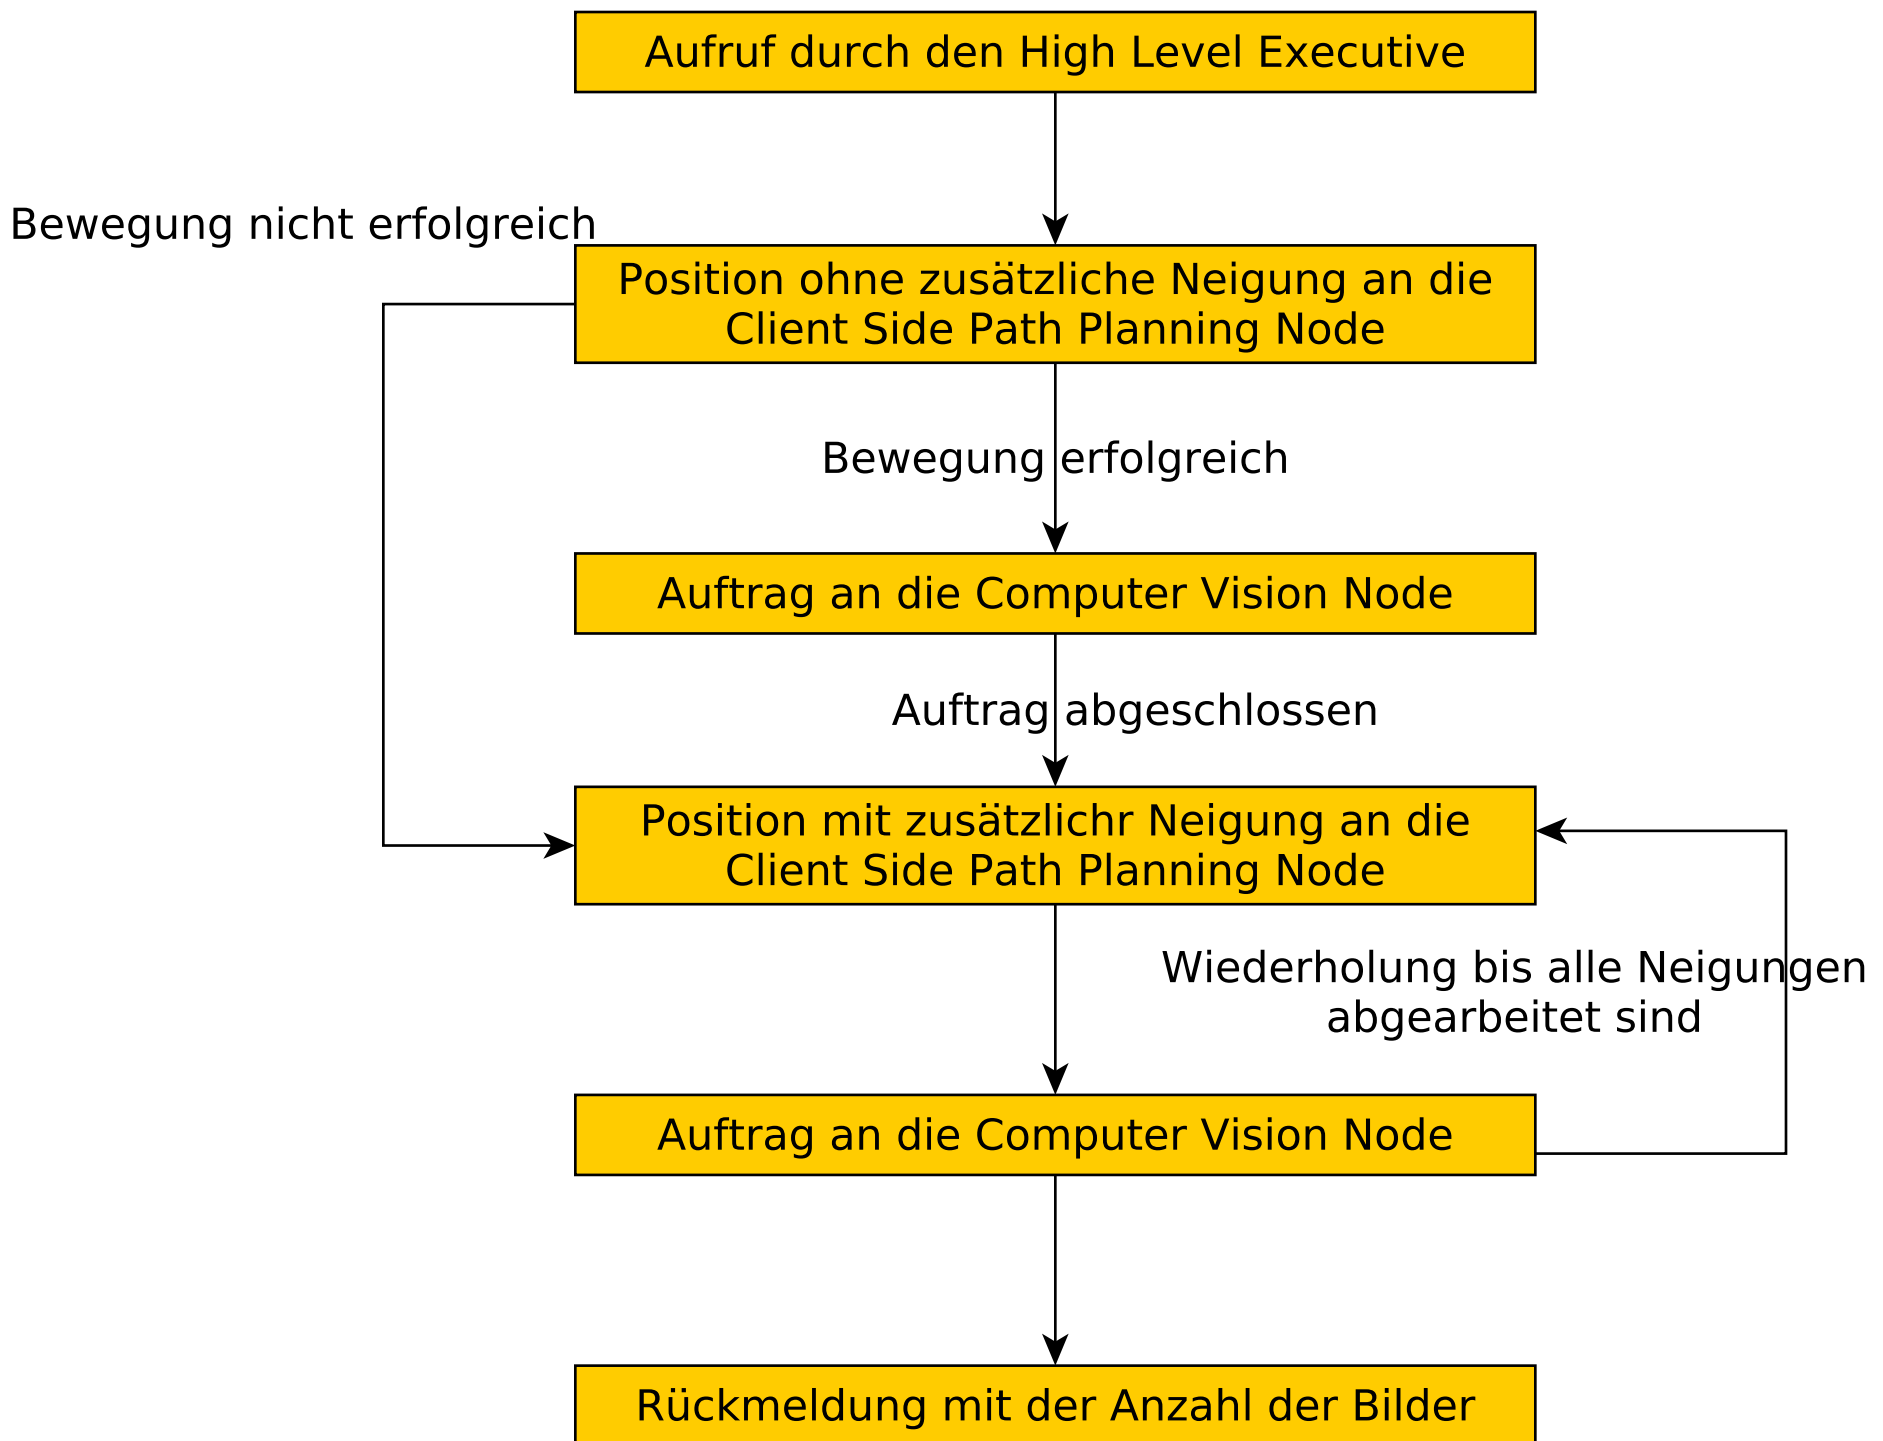 Aufruf durch den High Level Executive
Bewegung nicht erfolgreich
Position ohne zusätzliche Neigung an die
Client Side Path Planning Node
Bewegung erfolgreich
Auftrag an die Computer Vision Node
Auftrag abgeschlossen
Position mit zusätzlichr Neigung an die
Client Side Path Planning Node
Wiederholung bis alle Neigungen
abgearbeitet sind
Auftrag an die Computer Vision Node
Rückmeldung mit der Anzahl der Bilder